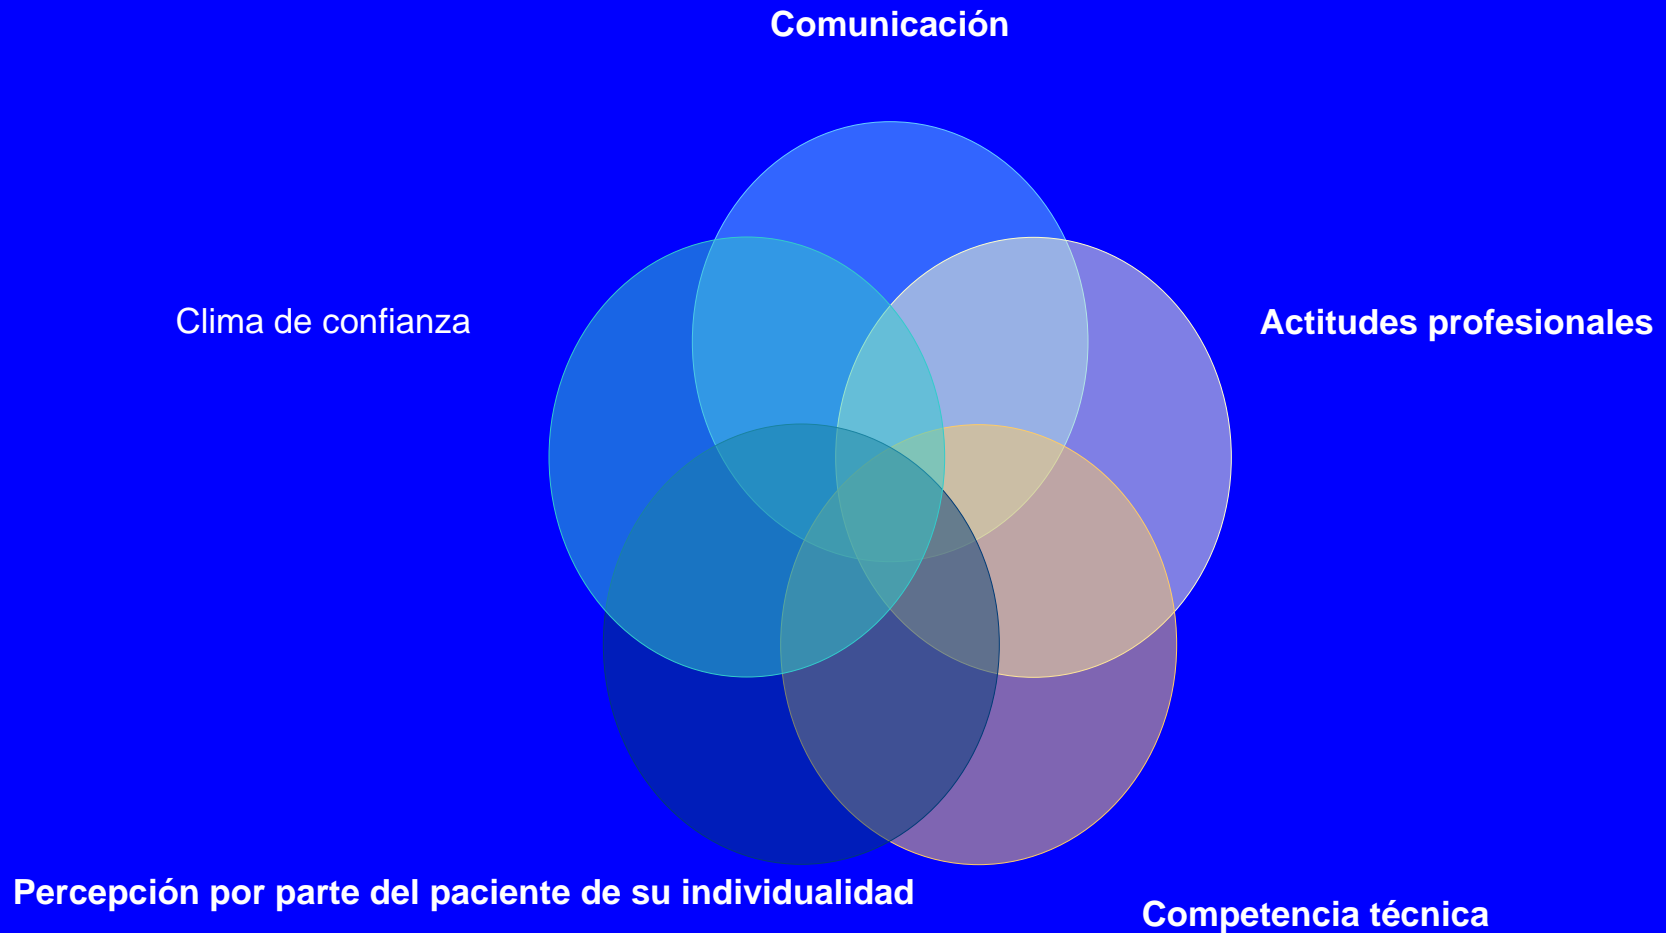 Comunicación
Clima de confianza
Actitudes profesionales
Percepción por parte del paciente de su individualidad
Competencia técnica